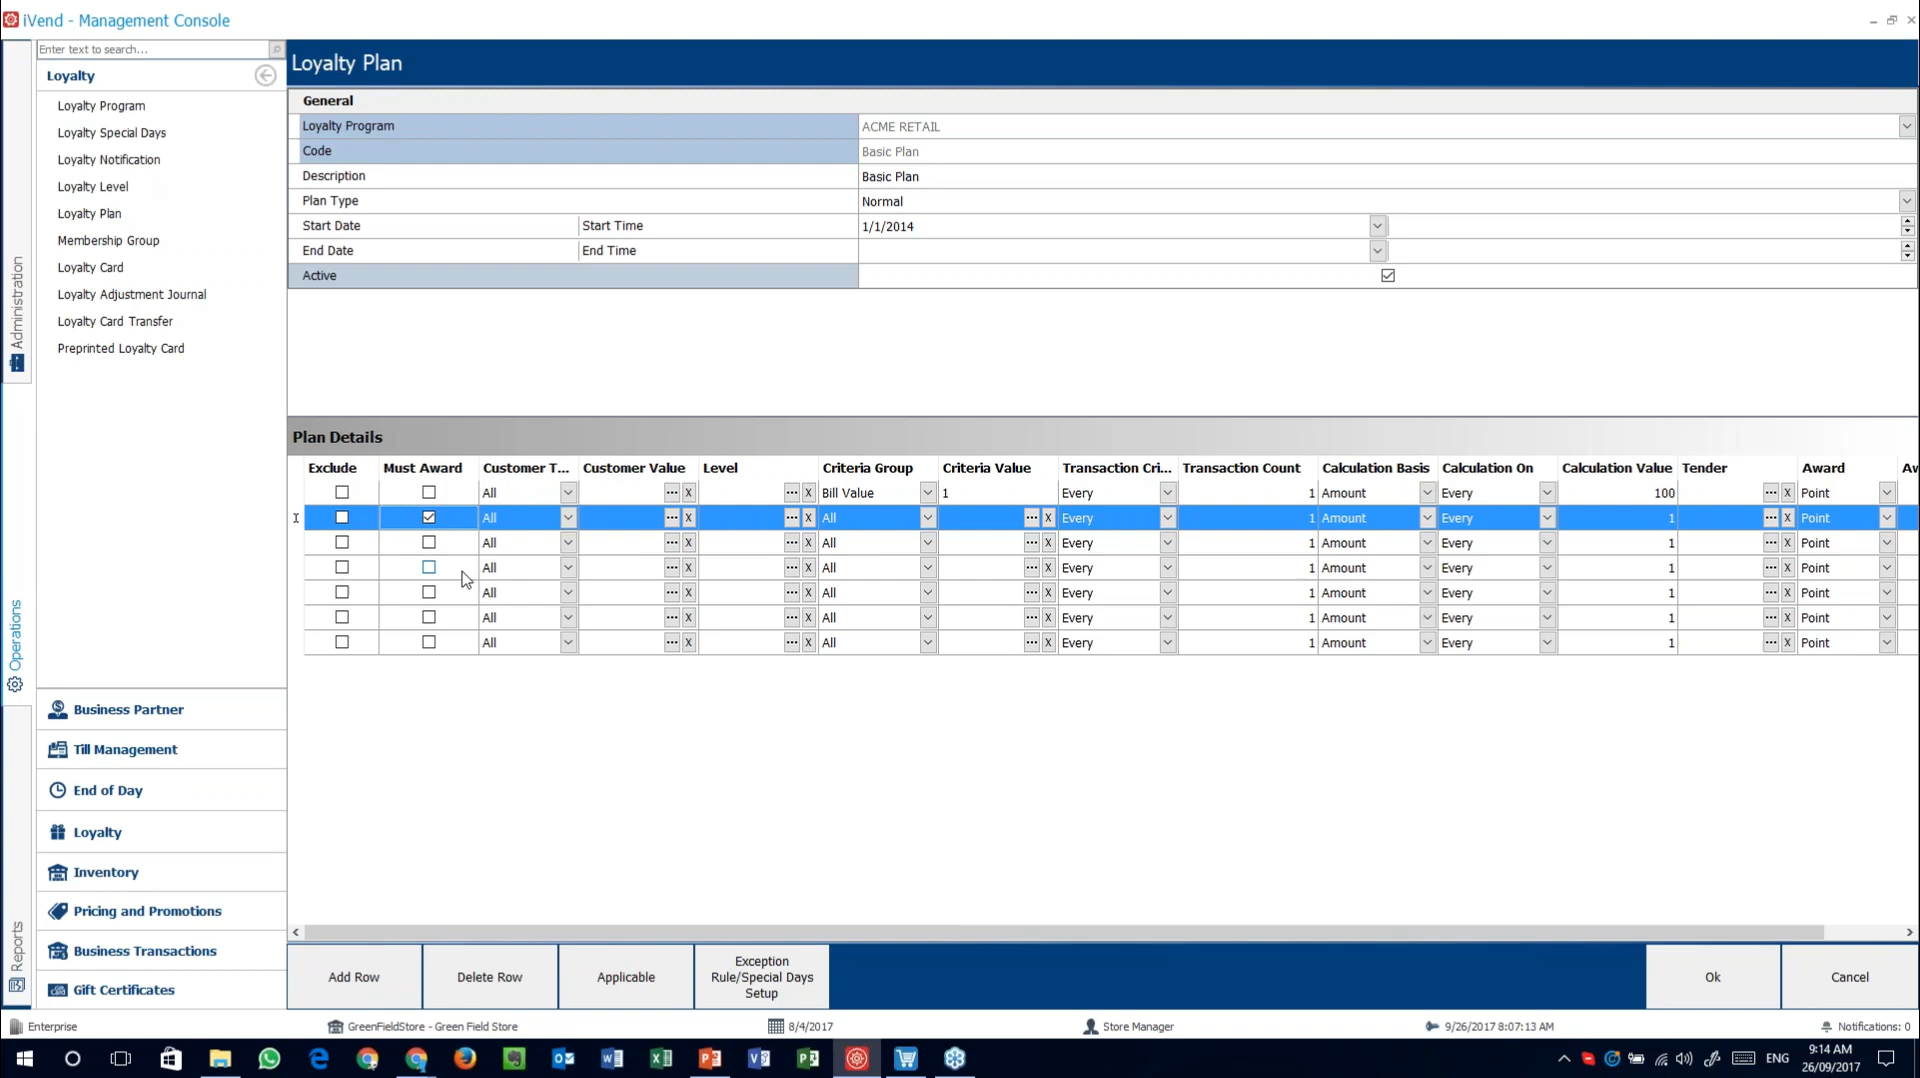 iVend - Management Console
Enter text to search...
Loyalty
Loyalty Program
Loyalty Special Days
Loyalty Notification
Loyalty Level
Loyalty Plan
Membership Group
Loyalty Card
Loyalty Adjustment Journal
Loyalty Card Transfer
Preprinted Loyalty Card
Administration
Operations
Reports
Business Partner
Till Management
End of Day
Loyalty
Inventory
Pricing and Promotions
Business Transactions
Gift Certificates
Loyalty Plan
General
Loyalty Program ACME RETAIL
Code Basic Plan
Description Basic Plan
Plan Type Normal
Start Date Start Time 1/1/2014
End Date End Time
Active
Plan Details
Exclude Must Award Customer T... Customer Value Level Criteria Group Criteria Value Transaction Cri... Transaction Count Calculation Basis Calculation On Calculation Value Tender Award Aw
All ... X ... X Bill Value 1 Every 1 Amount Every 100 ... X Point
I All ... X ... X All ... X Every 1 Amount Every 1 ... X Point
All ... X ... X All ... X Every 1 Amount Every 1 ... X Point
All ... X ... X All ... X Every 1 Amount Every 1 ... X Point
All ... X ... X All ... X Every 1 Amount Every 1 ... X Point
All ... X ... X All ... X Every 1 Amount Every 1 ... X Point
All ... X ... X All ... X Every 1 Amount Every 1 ... X Point
Add Row
Delete Row
Applicable
Exception
Rule/Special Days
Setup
Ok
Cancel
Enterprise GreenFieldStore - Green Field Store 8/4/2017 Store Manager 9/26/2017 8:07:13 AM Notifications: 0
ENG
9:14 AM
26/09/2017